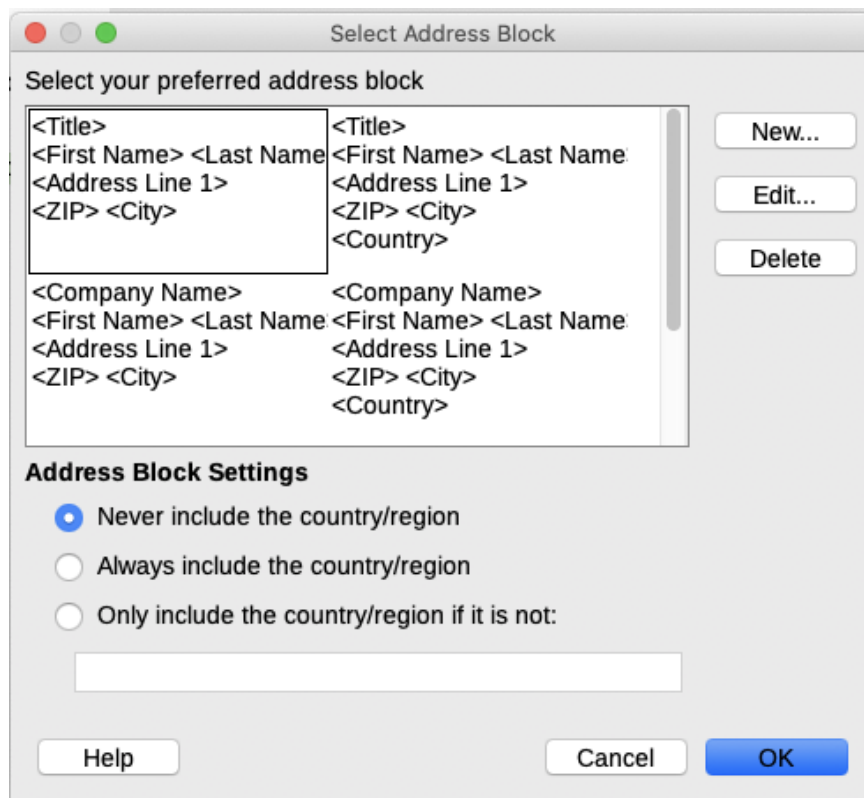 Select Address Block
Select your preferred address block
<Title>
<First Name> <Last Name
<Address Line 1>
<ZIP> <City>
<Title>
<First Name> <Last Name
<Address Line 1>
<ZIP> <City>
<Country>
<Company Name>
<First Name> <Last Name
<Address Line 1>
<ZIP> <City>
<Company Name>
<First Name> <Last Name
<Address Line 1>
<ZIP> <City>
<Country>
New...
Edit...
Delete
Address Block Settings
Never include the country/region
Always include the country/region
Only include the country/region if it is not:
Help
Cancel
OK